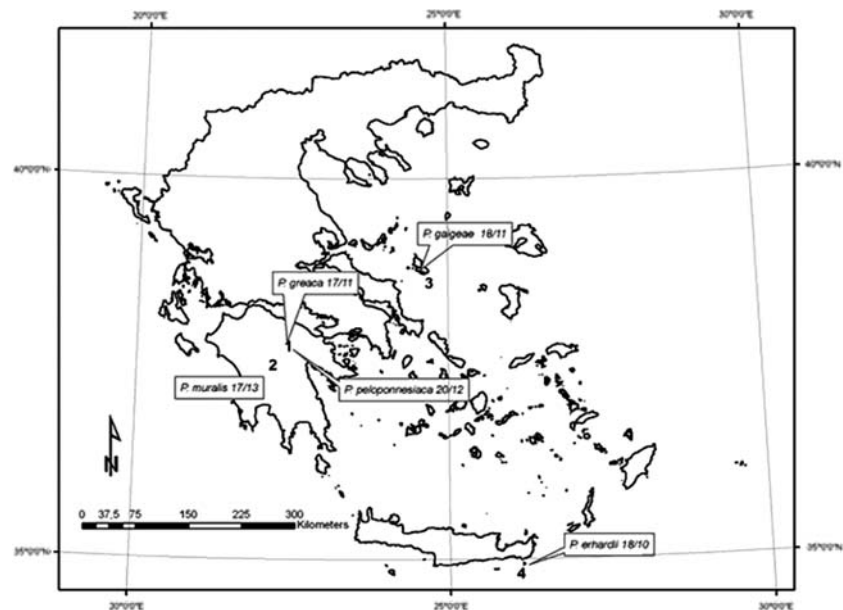 20°0'0"E 25°0'0"E 30°0'0"E
40°0'0"N 40°0'0"N
P. gaigeae 18/11
3
P. greaca 17/11
2
P. muralis 17/13
P. peloponnesiaca 20/12
5
N
0 37,5 75 150 225 300
Kilometers
P. erhardii 18/10
35°0'0"N 35°0'0"N
4
20°0'0"E 25°0'0"E 30°0'0"E